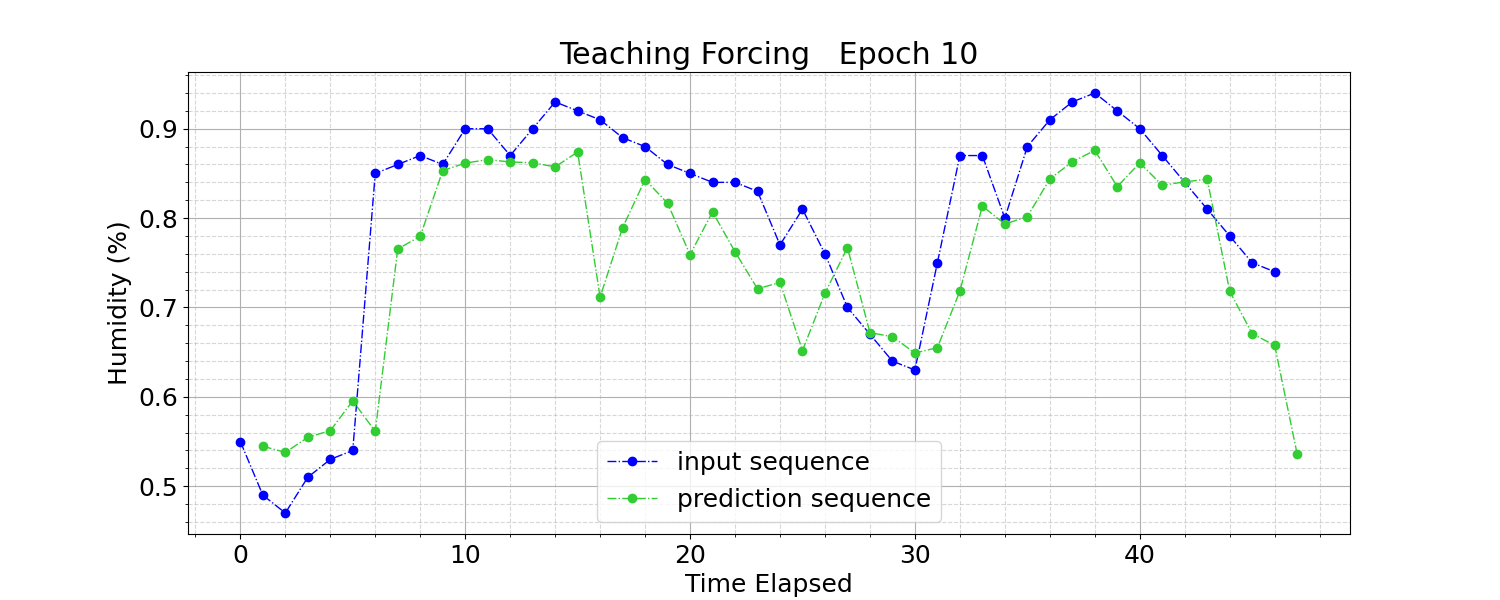 Teaching Forcing   Epoch 10
Humidity (%)
0.9
0.8
0.7
0.6
0.5
input sequence
prediction sequence
0 10 20 30 40
Time Elapsed